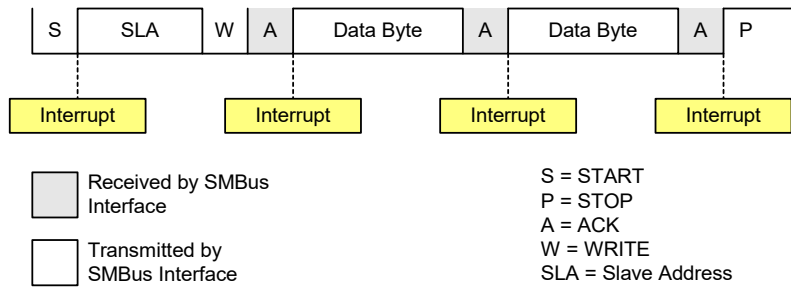 S SLA W A Data Byte A Data Byte A P
Interrupt Interrupt Interrupt Interrupt
Received by SMBus
Interface
Transmitted by
SMBus Interface
S = START
P = STOP
A = ACK
W = WRITE
SLA = Slave Address